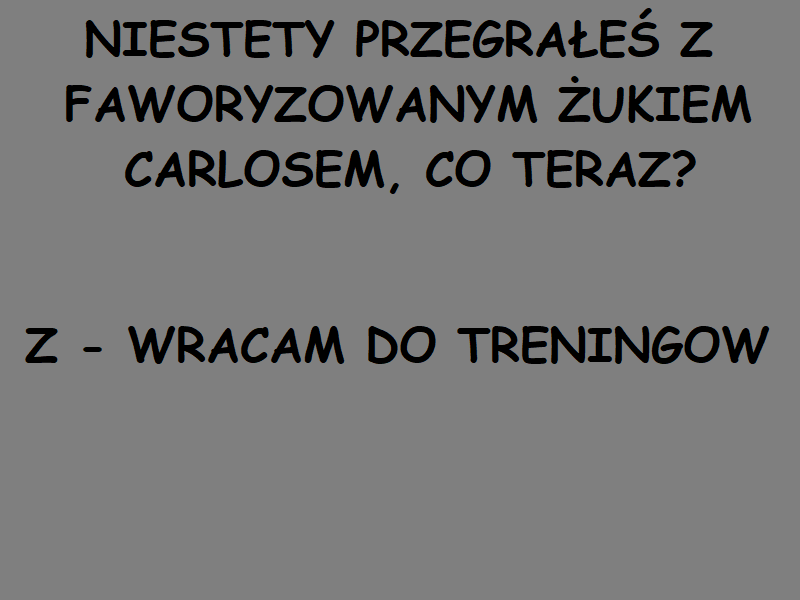 NIESTETY PRZEGRAŁEŚ Z
FAWORYZOWANYM ŻUKIEM
CARLOSEM, CO TERAZ?
Z - WRACAM DO TRENINGOW